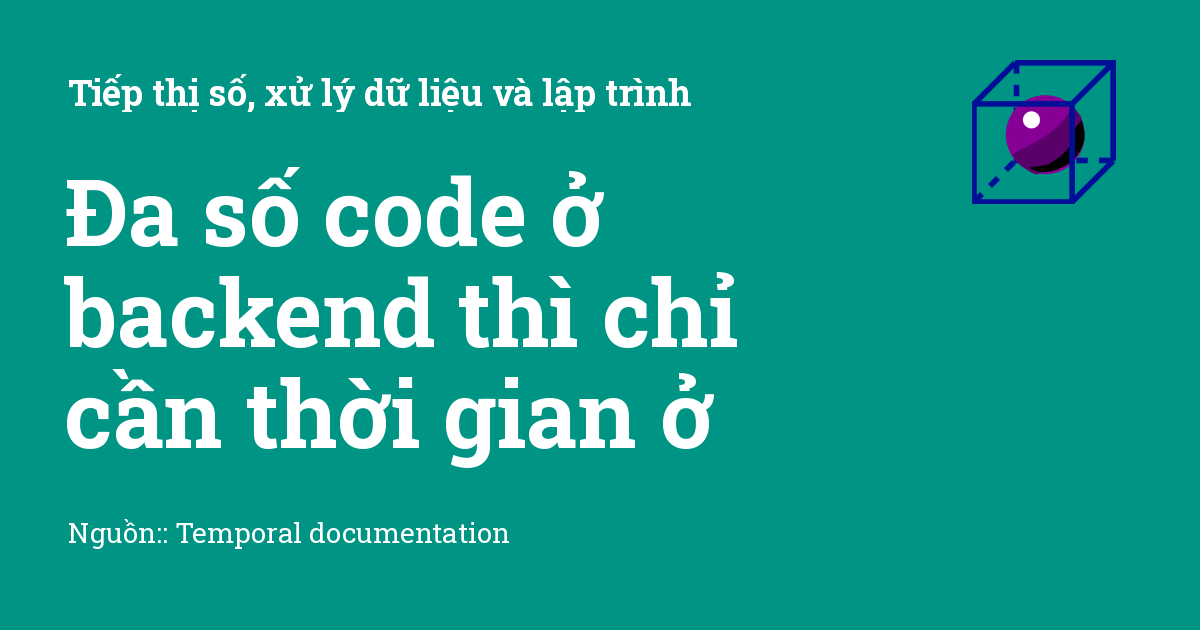 Tiếp thị số, xử lý dữ liệu và lập trình
Đa số code ở
backend thì chỉ
cần thời gian ở
Nguồn:: Temporal documentation